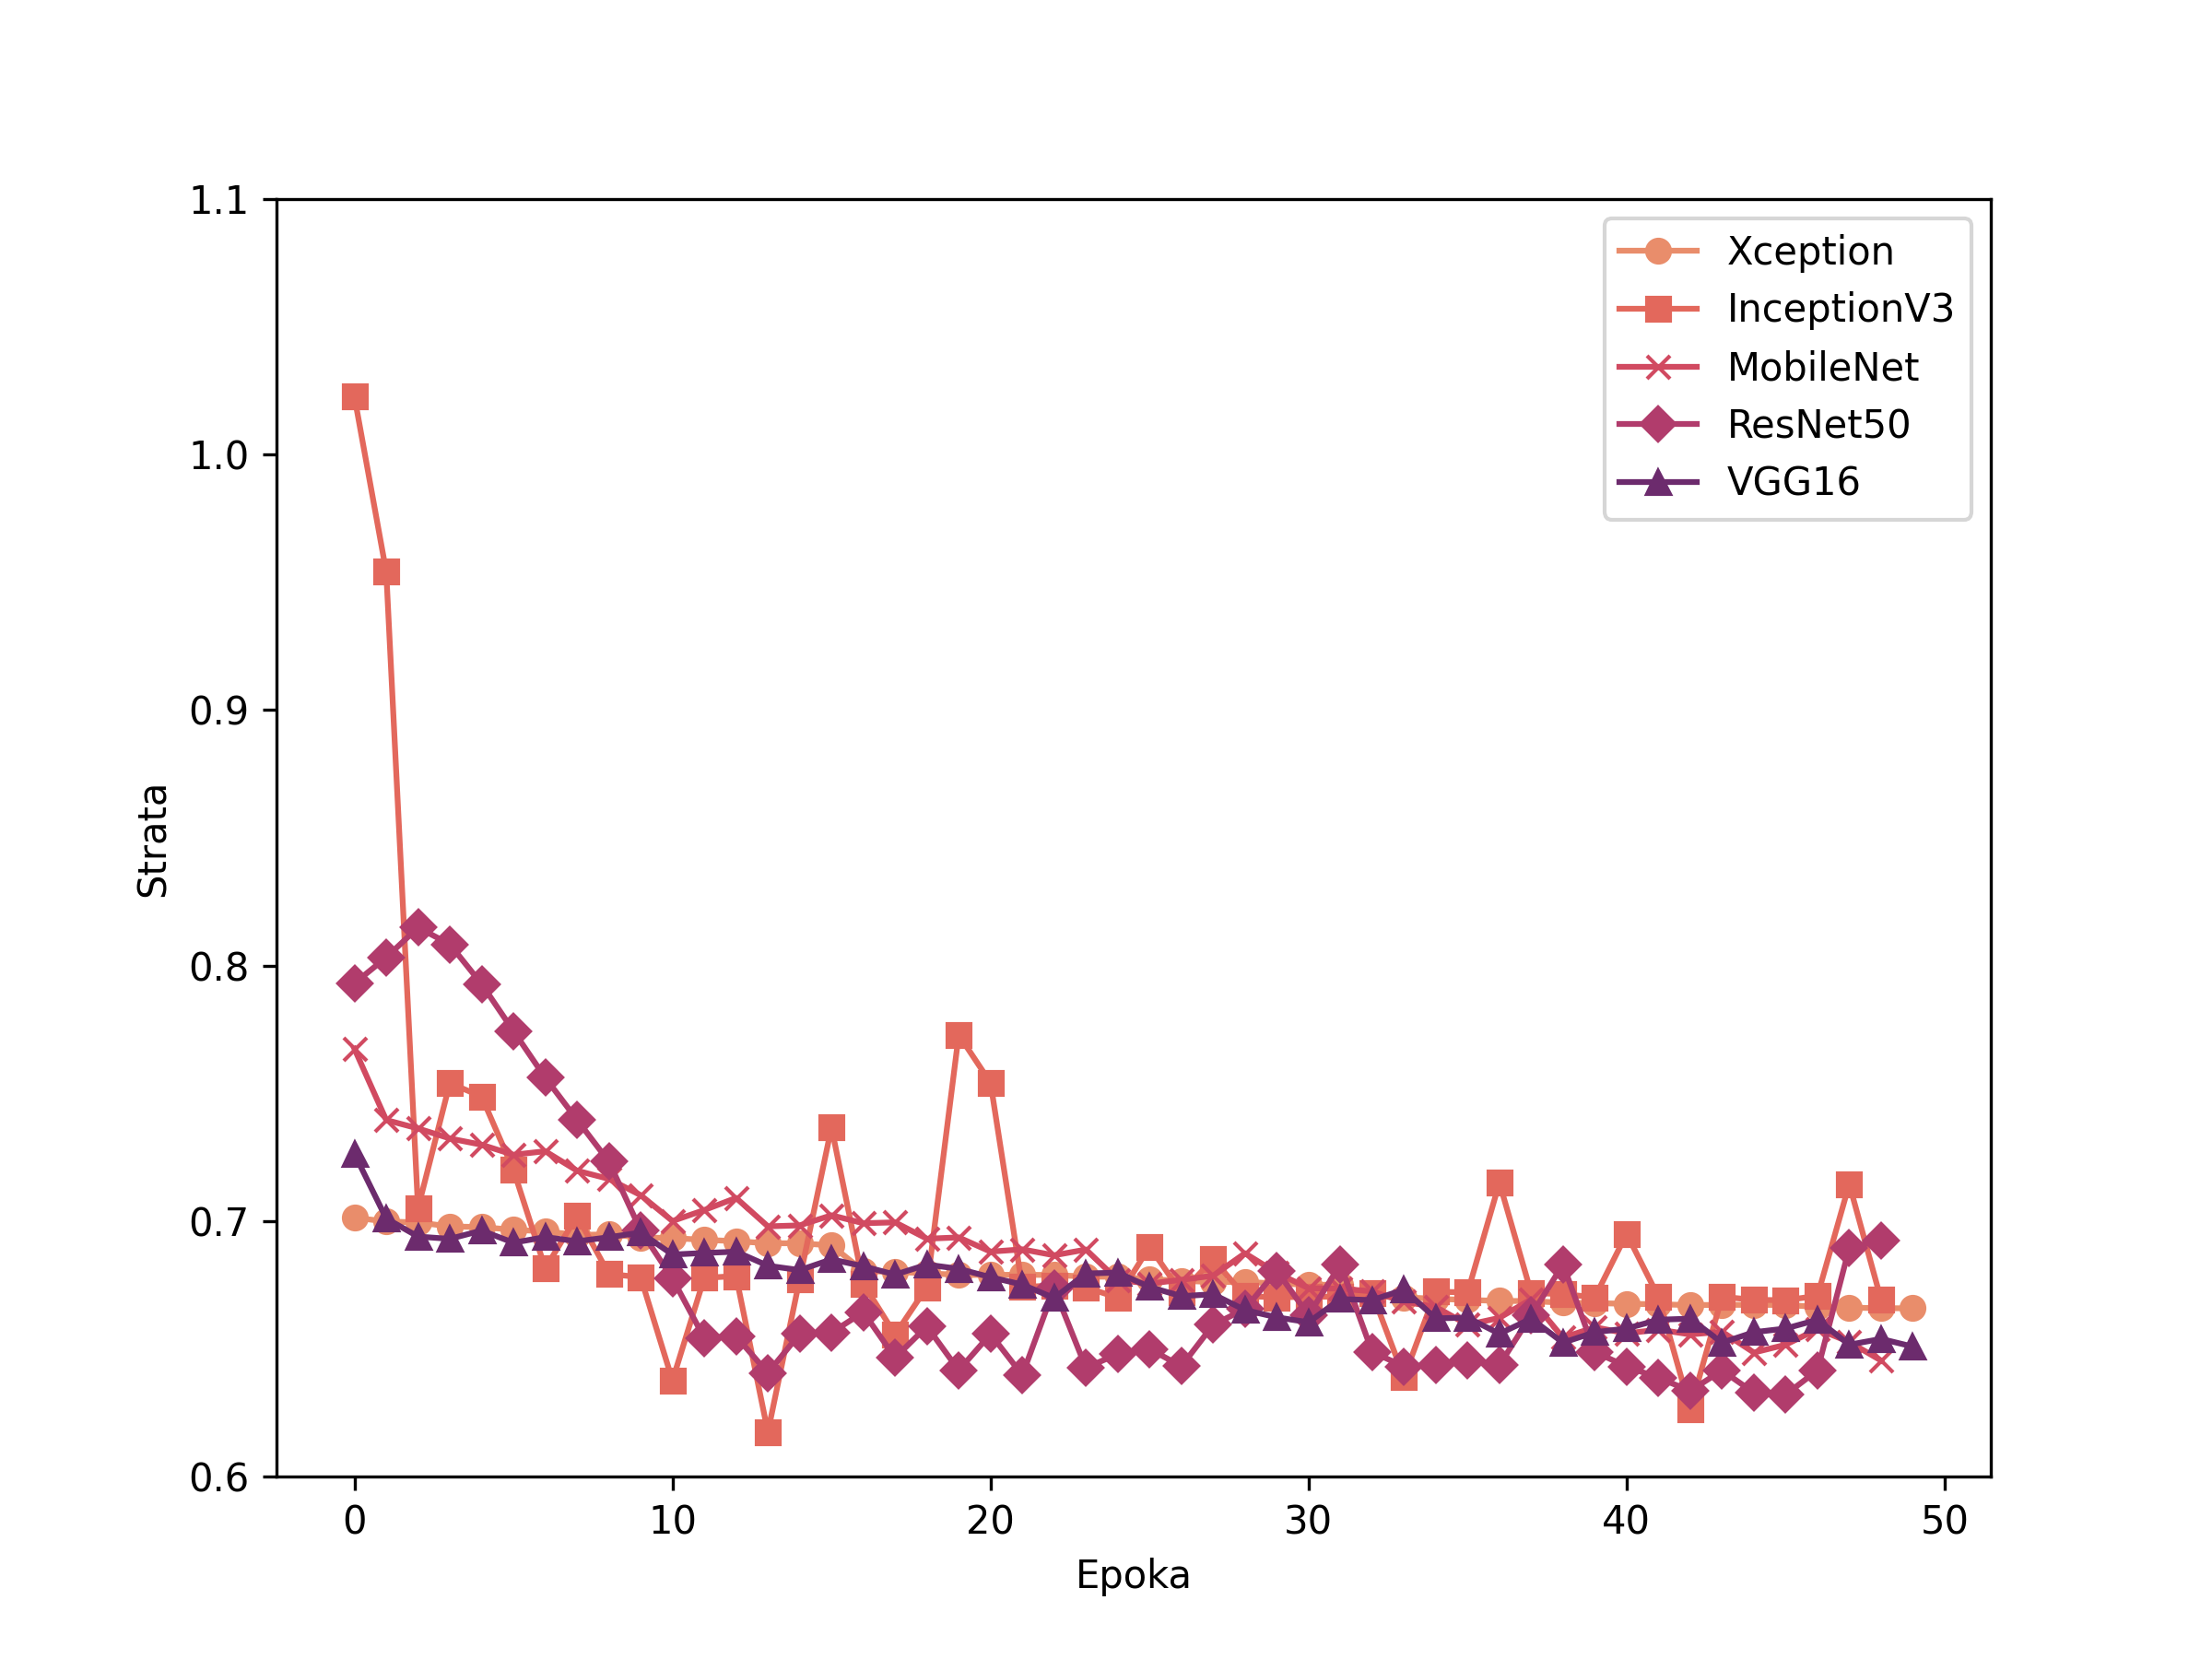 1.1
1.0
0.9
0.8
0.7
0.6
Strata
0 10 20 30 40 50
Epoka
Xception
InceptionV3
MobileNet
ResNet50
VGG16